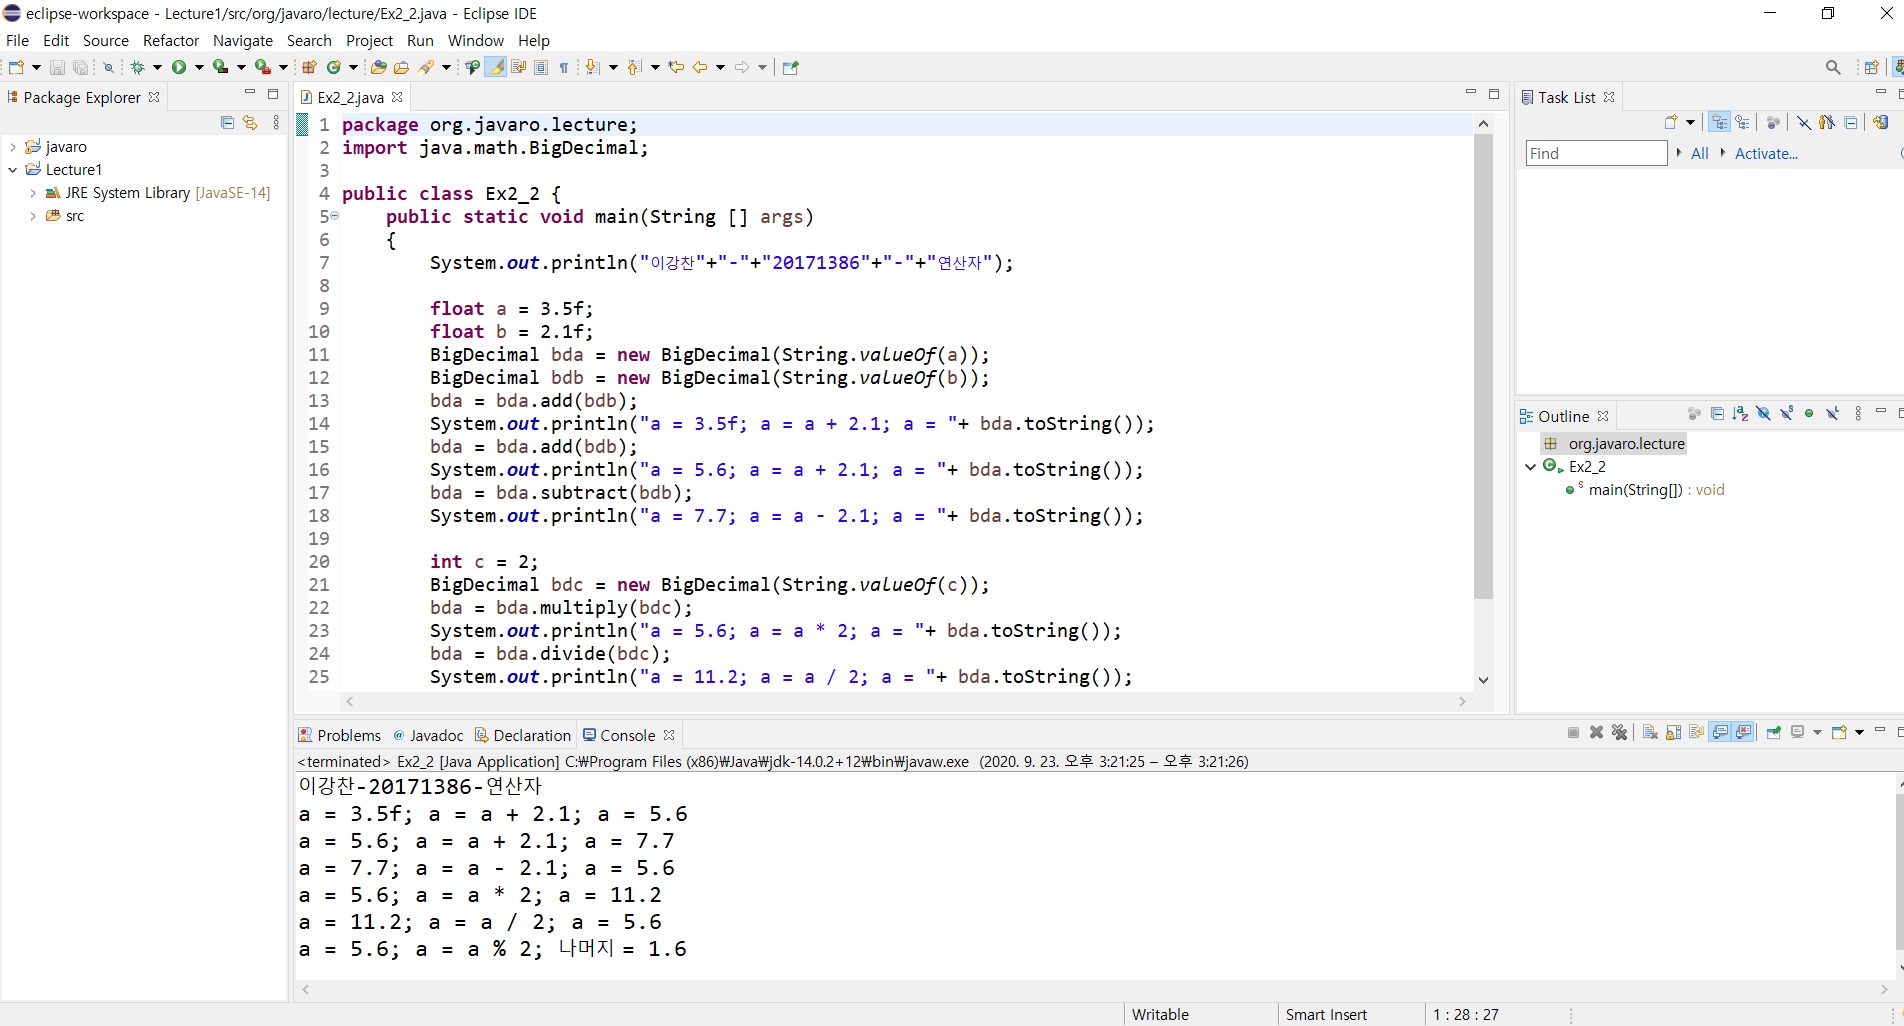 eclipse-workspace - Lecture1/src/org/javaro/lecture/Ex2_2.java - Eclipse IDE
File Edit Source Refactor Navigate Search Project Run Window Help
Package Explorer
javaro
Lecture1
JRE System Library [JavaSE-14]
src
Ex2_2.java
1 package org.javaro.lecture;
2 import java.math.BigDecimal;
3
4 public class Ex2_2 {
5     public static void main(String [] args)
6     {
7         System.out.println("이강찬"+"-"+"20171386"+"-"+"연산자");
8
9         float a = 3.5f;
10         float b = 2.1f;
11         BigDecimal bda = new BigDecimal(String.valueOf(a));
12         BigDecimal bdb = new BigDecimal(String.valueOf(b));
13         bda = bda.add(bdb);
14         System.out.println("a = 3.5f; a = a + 2.1; a = "+ bda.toString());
15         bda = bda.add(bdb);
16         System.out.println("a = 5.6; a = a + 2.1; a = "+ bda.toString());
17         bda = bda.subtract(bdb);
18         System.out.println("a = 7.7; a = a - 2.1; a = "+ bda.toString());
19
20         int c = 2;
21         BigDecimal bdc = new BigDecimal(String.valueOf(c));
22         bda = bda.multiply(bdc);
23         System.out.println("a = 5.6; a = a * 2; a = "+ bda.toString());
24         bda = bda.divide(bdc);
25         System.out.println("a = 11.2; a = a / 2; a = "+ bda.toString());
Task List
Find All Activate...
Outline
org.javaro.lecture
Ex2_2
main(String[]) : void
Problems @ Javadoc Declaration Console
<terminated> Ex2_2 [Java Application] C:₩Program Files (x86)₩Java₩jdk-14.0.2+12₩bin₩javaw.exe (2020. 9. 23. 오후 3:21:25 – 오후 3:21:26)
이강찬-20171386-연산자
a = 3.5f; a = a + 2.1; a = 5.6
a = 5.6; a = a + 2.1; a = 7.7
a = 7.7; a = a - 2.1; a = 5.6
a = 5.6; a = a * 2; a = 11.2
a = 11.2; a = a / 2; a = 5.6
a = 5.6; a = a % 2; 나머지 = 1.6
Writable Smart Insert 1 : 28 : 27